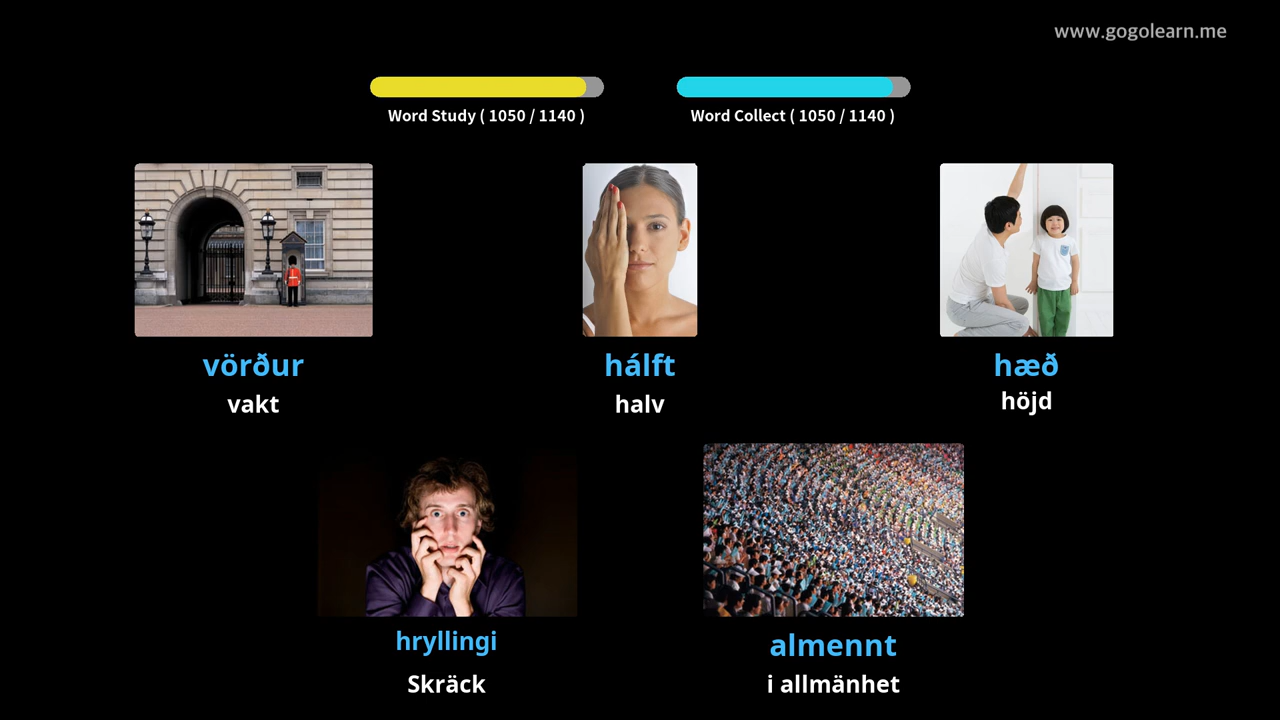 www.gogolearn.me
Word Study ( 1050 / 1140 )
Word Collect ( 1050 / 1140 )
vörður
vakt
hálft
halv
hæð
höjd
hryllingi
Skräck
almennt
i allmänhet